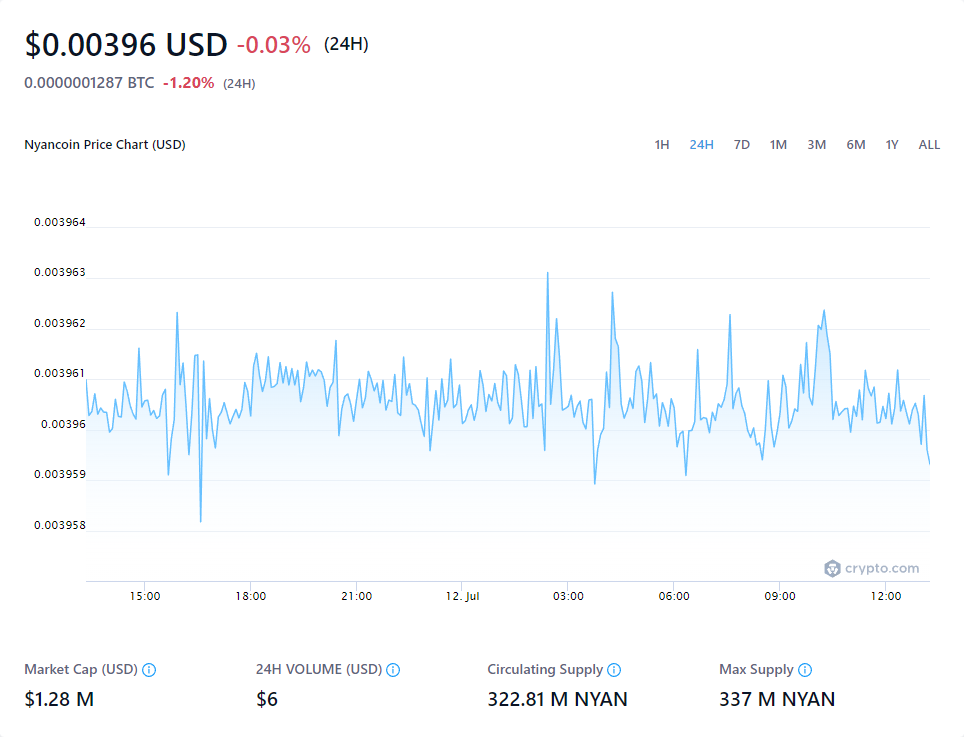 $0.00396 USD -0.03% (24H)
0.0000001287 BTC -1.20% (24H)
Nyancoin Price Chart (USD) 1H 24H 7D 1M 3M 6M 1Y ALL
0.003964
0.003963
0.003962
0.003961
0.00396
0.003959
0.003958
crypto.com
15:00 18:00 21:00 12. Jul 03:00 06:00 09:00 12:00
Market Cap (USD) 24H VOLUME (USD) Circulating Supply Max Supply
$1.28 M $6 322.81 M NYAN 337 M NYAN